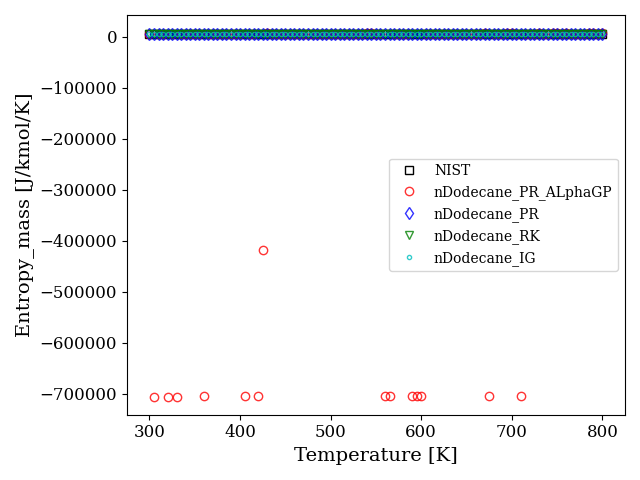 0
−100000
−200000
−300000
−400000
−500000
−600000
−700000
Entropy_mass [J/kmol/K]
NIST
nDodecane_PR_ALphaGP
nDodecane_PR
nDodecane_RK
nDodecane_IG
300 400 500 600 700 800
Temperature [K]